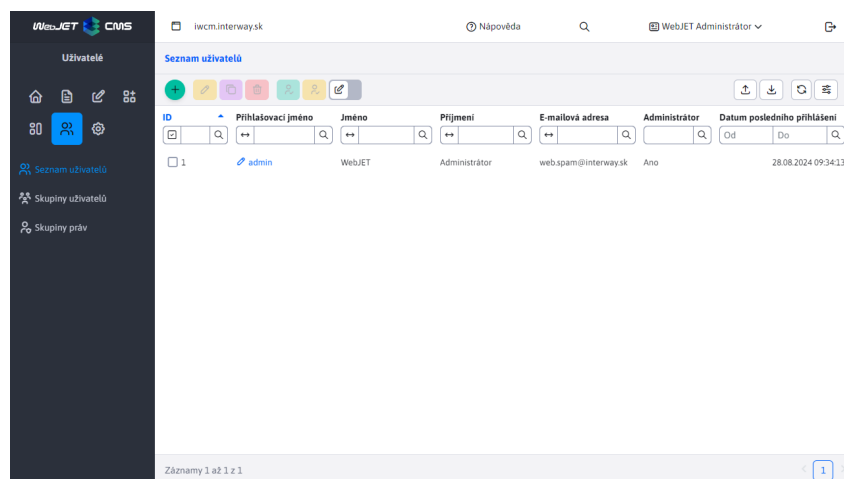 WebJET CMS
iwcm.interway.sk
Nápověda
WebJET Administrátor
Uživatelé
Seznam uživatelů
Skupiny uživatelů
Skupiny práv
Seznam uživatelů
ID Přihlašovací jméno Jméno Příjmení E-mailová adresa Administrátor Datum posledního přihlášení
Od Do
1 admin WebJET Administrátor web.spam@interway.sk Ano 28.08.2024 09:34:13
Záznamy 1 až 1 z 1
1